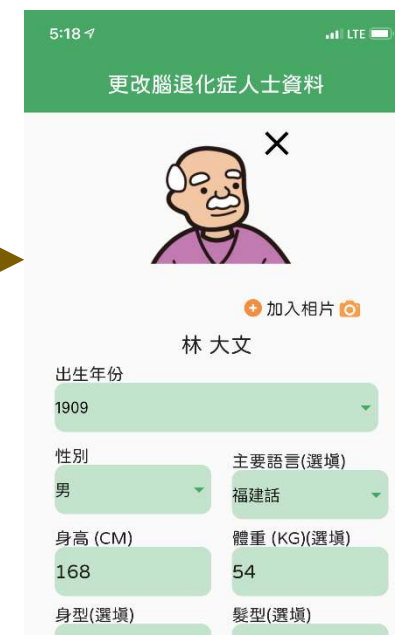 5:18 LTE
更改腦退化症人士資料
加入相片
林 大文
出生年份
1909
性別 主要語言(選填)
男 福建話
身高 (CM) 體重 (KG)(選填)
168 54
身型(選填) 髮型(選填)